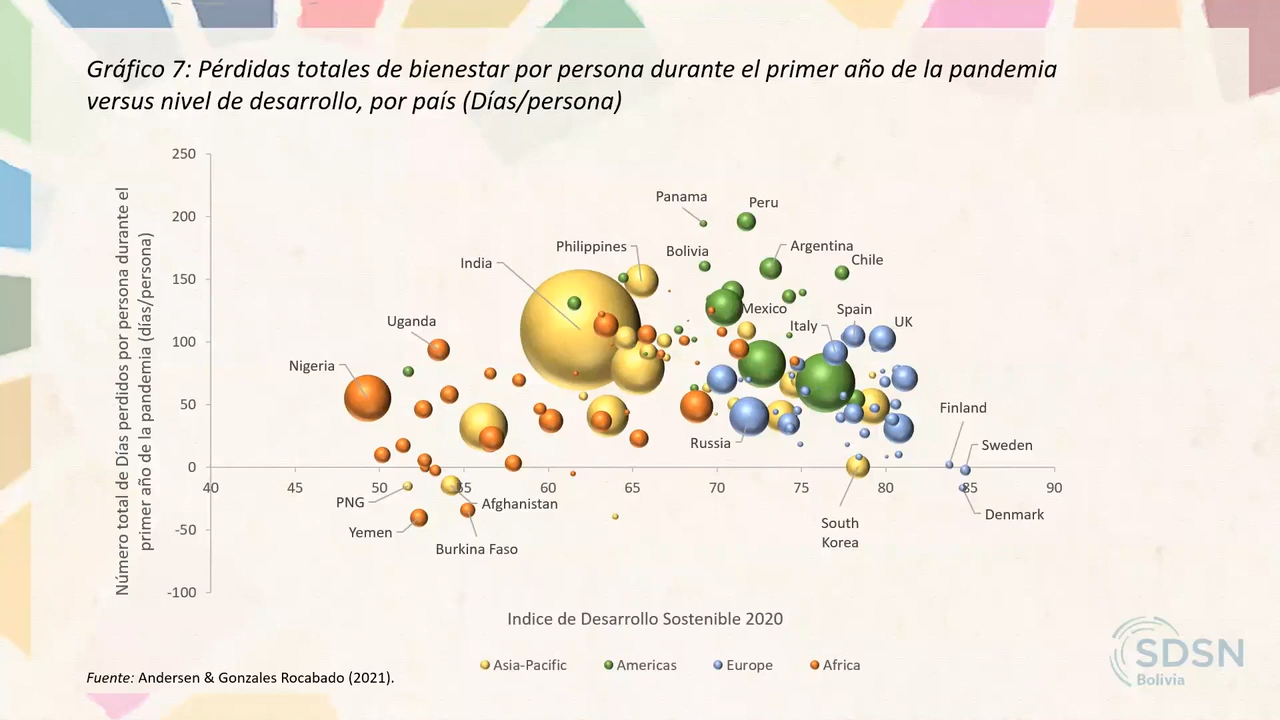 Gráfico 7: Pérdidas totales de bienestar por persona durante el primer año de la pandemia
versus nivel de desarrollo, por país (Días/persona)
Número total de Días perdidos por persona durante el
primer año de la pandemia (días/persona)
250
200
150
100
50
0
-50
-100
40
45
50
55
60
65
70
75
80
85
90
Panama
Peru
Philippines
Bolivia
Argentina
India
Chile
Mexico
Spain
Uganda
Italy
UK
Nigeria
Finland
Russia
Sweden
PNG
Afghanistan
Yemen
Burkina Faso
South
Korea
Denmark
Indice de Desarrollo Sostenible 2020
Asia-Pacific
Americas
Europe
Africa
Fuente: Andersen & Gonzales Rocabado (2021).
SDSN
Bolivia